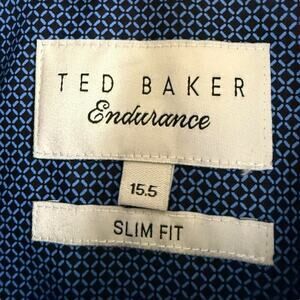 TED BAKER
Endurance
15.5
SLIM FIT